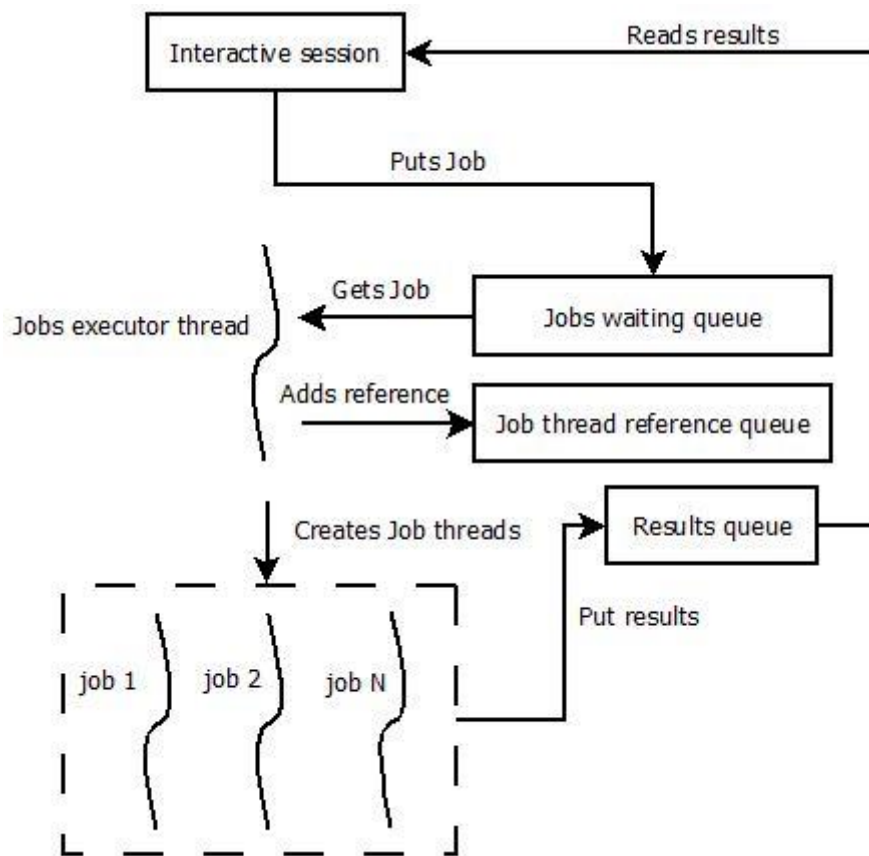 Interactive session
Reads results
Puts Job
Gets Job
Jobs waiting queue
Jobs executor thread
Adds reference
Job thread reference queue
Results queue
Creates Job threads
Put results
job 1
job 2
job N